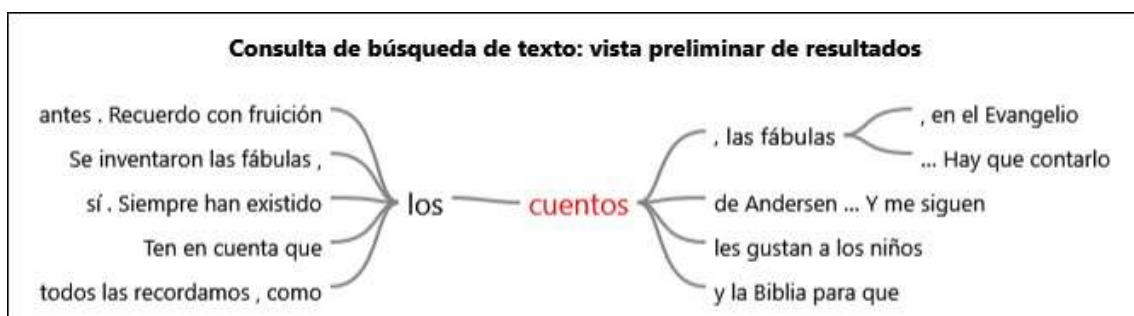 Consulta de búsqueda de texto: vista preliminar de resultados
antes . Recuerdo con fruición
Se inventaron las fábulas ,
sí . Siempre han existido
Ten en cuenta que
todos las recordamos , como
los
cuentos
, las fábulas
, en el Evangelio
... Hay que contarlo
de Andersen ... Y me siguen
les gustan a los niños
y la Biblia para que